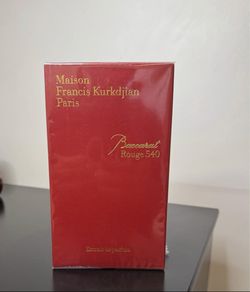 Maison
Francis Kurkdjian
Paris
Baccarat
Rouge 540
Extrait de parfum